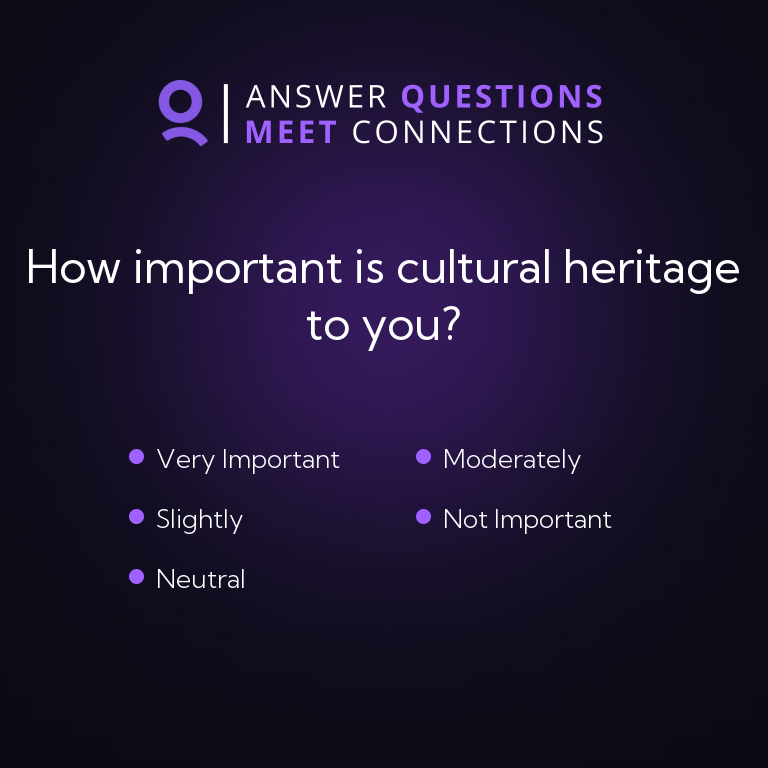 ANSWER QUESTIONS
MEET CONNECTIONS
How important is cultural heritage
to you?
Very Important
Moderately
Slightly
Not Important
Neutral